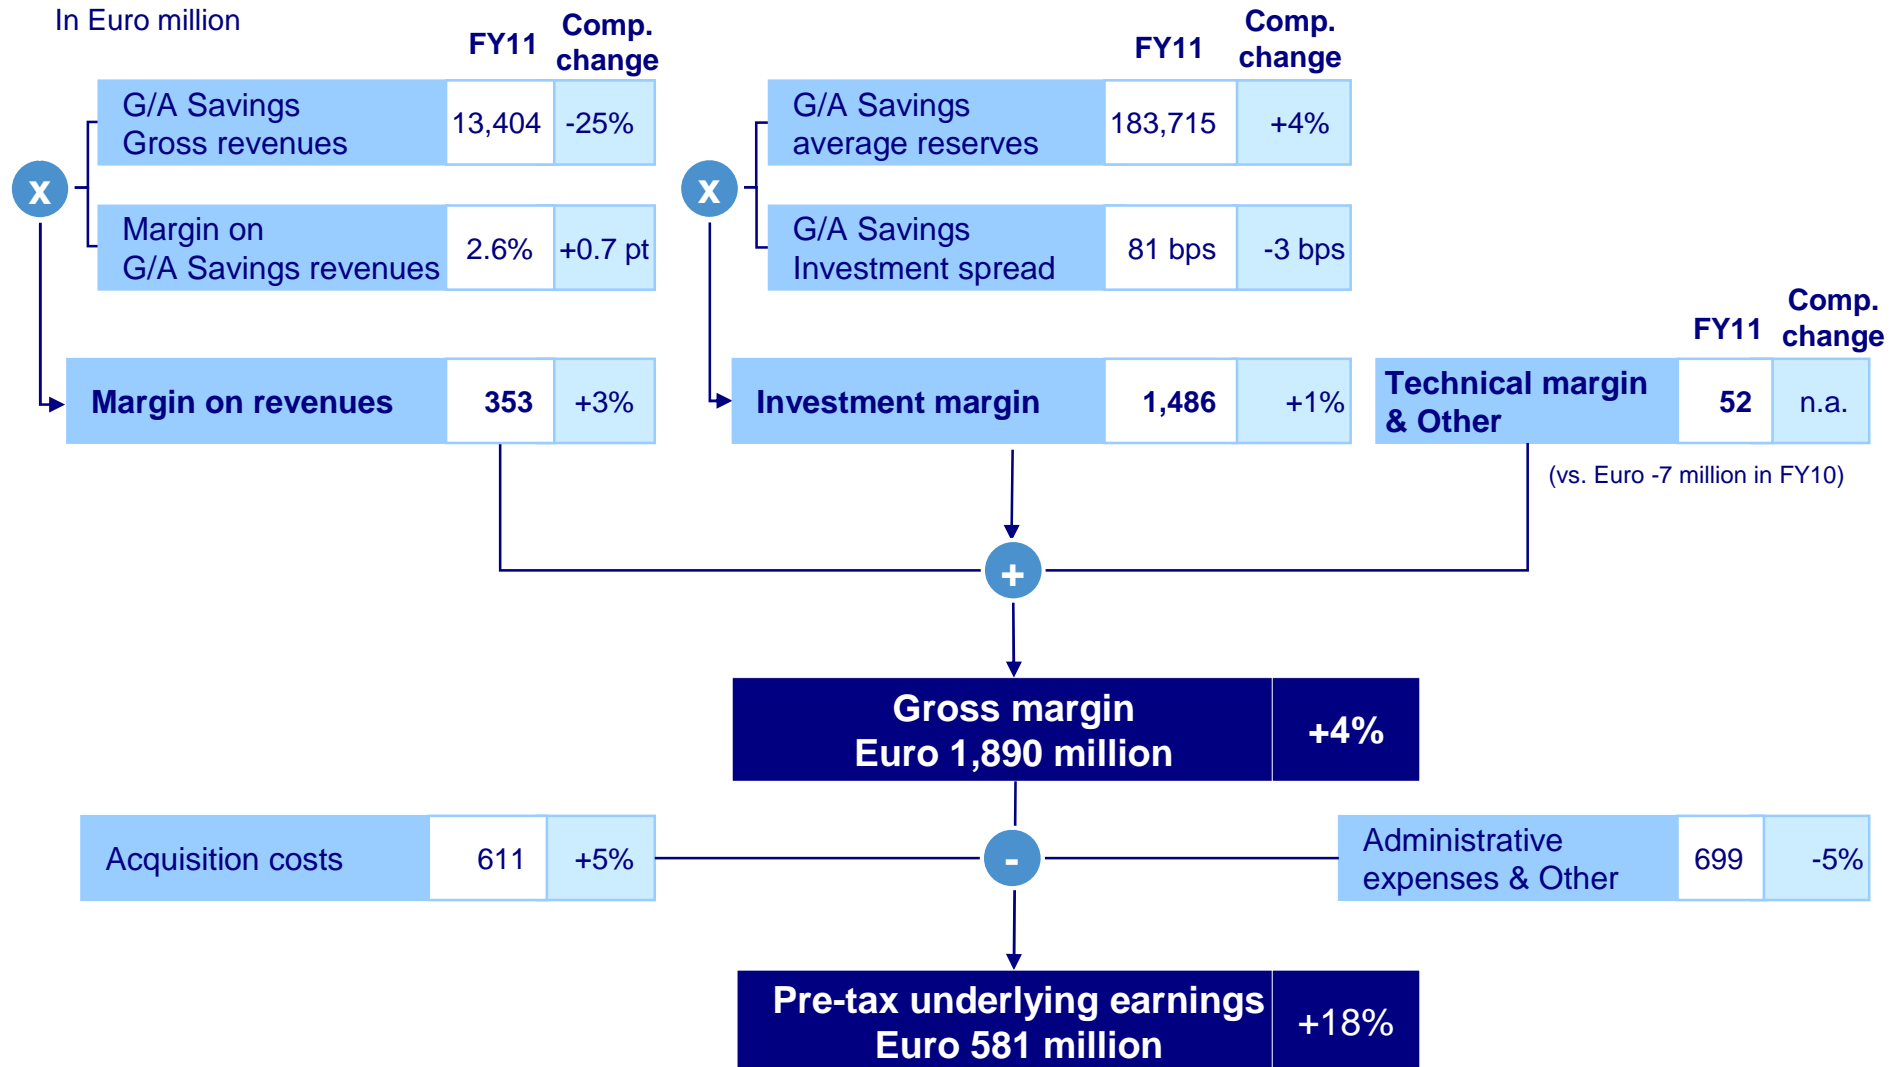 In Euro million
FY11
Comp.
change
FY11
Comp.
change
G/A Savings
Gross revenues
13,404
-25%
G/A Savings
average reserves
183,715
+4%
x
x
Margin on
G/A Savings revenues
2.6%
+0.7 pt
G/A Savings
Investment spread
81 bps
-3 bps
FY11
Comp.
change
Margin on revenues
353
+3%
Investment margin
1,486
+1%
Technical margin
& Other
52
n.a.
(vs. Euro -7 million in FY10)
+
Gross margin
Euro 1,890 million
+4%
Acquisition costs
611
+5%
-
Administrative
expenses & Other
699
-5%
Pre-tax underlying earnings
Euro 581 million
+18%